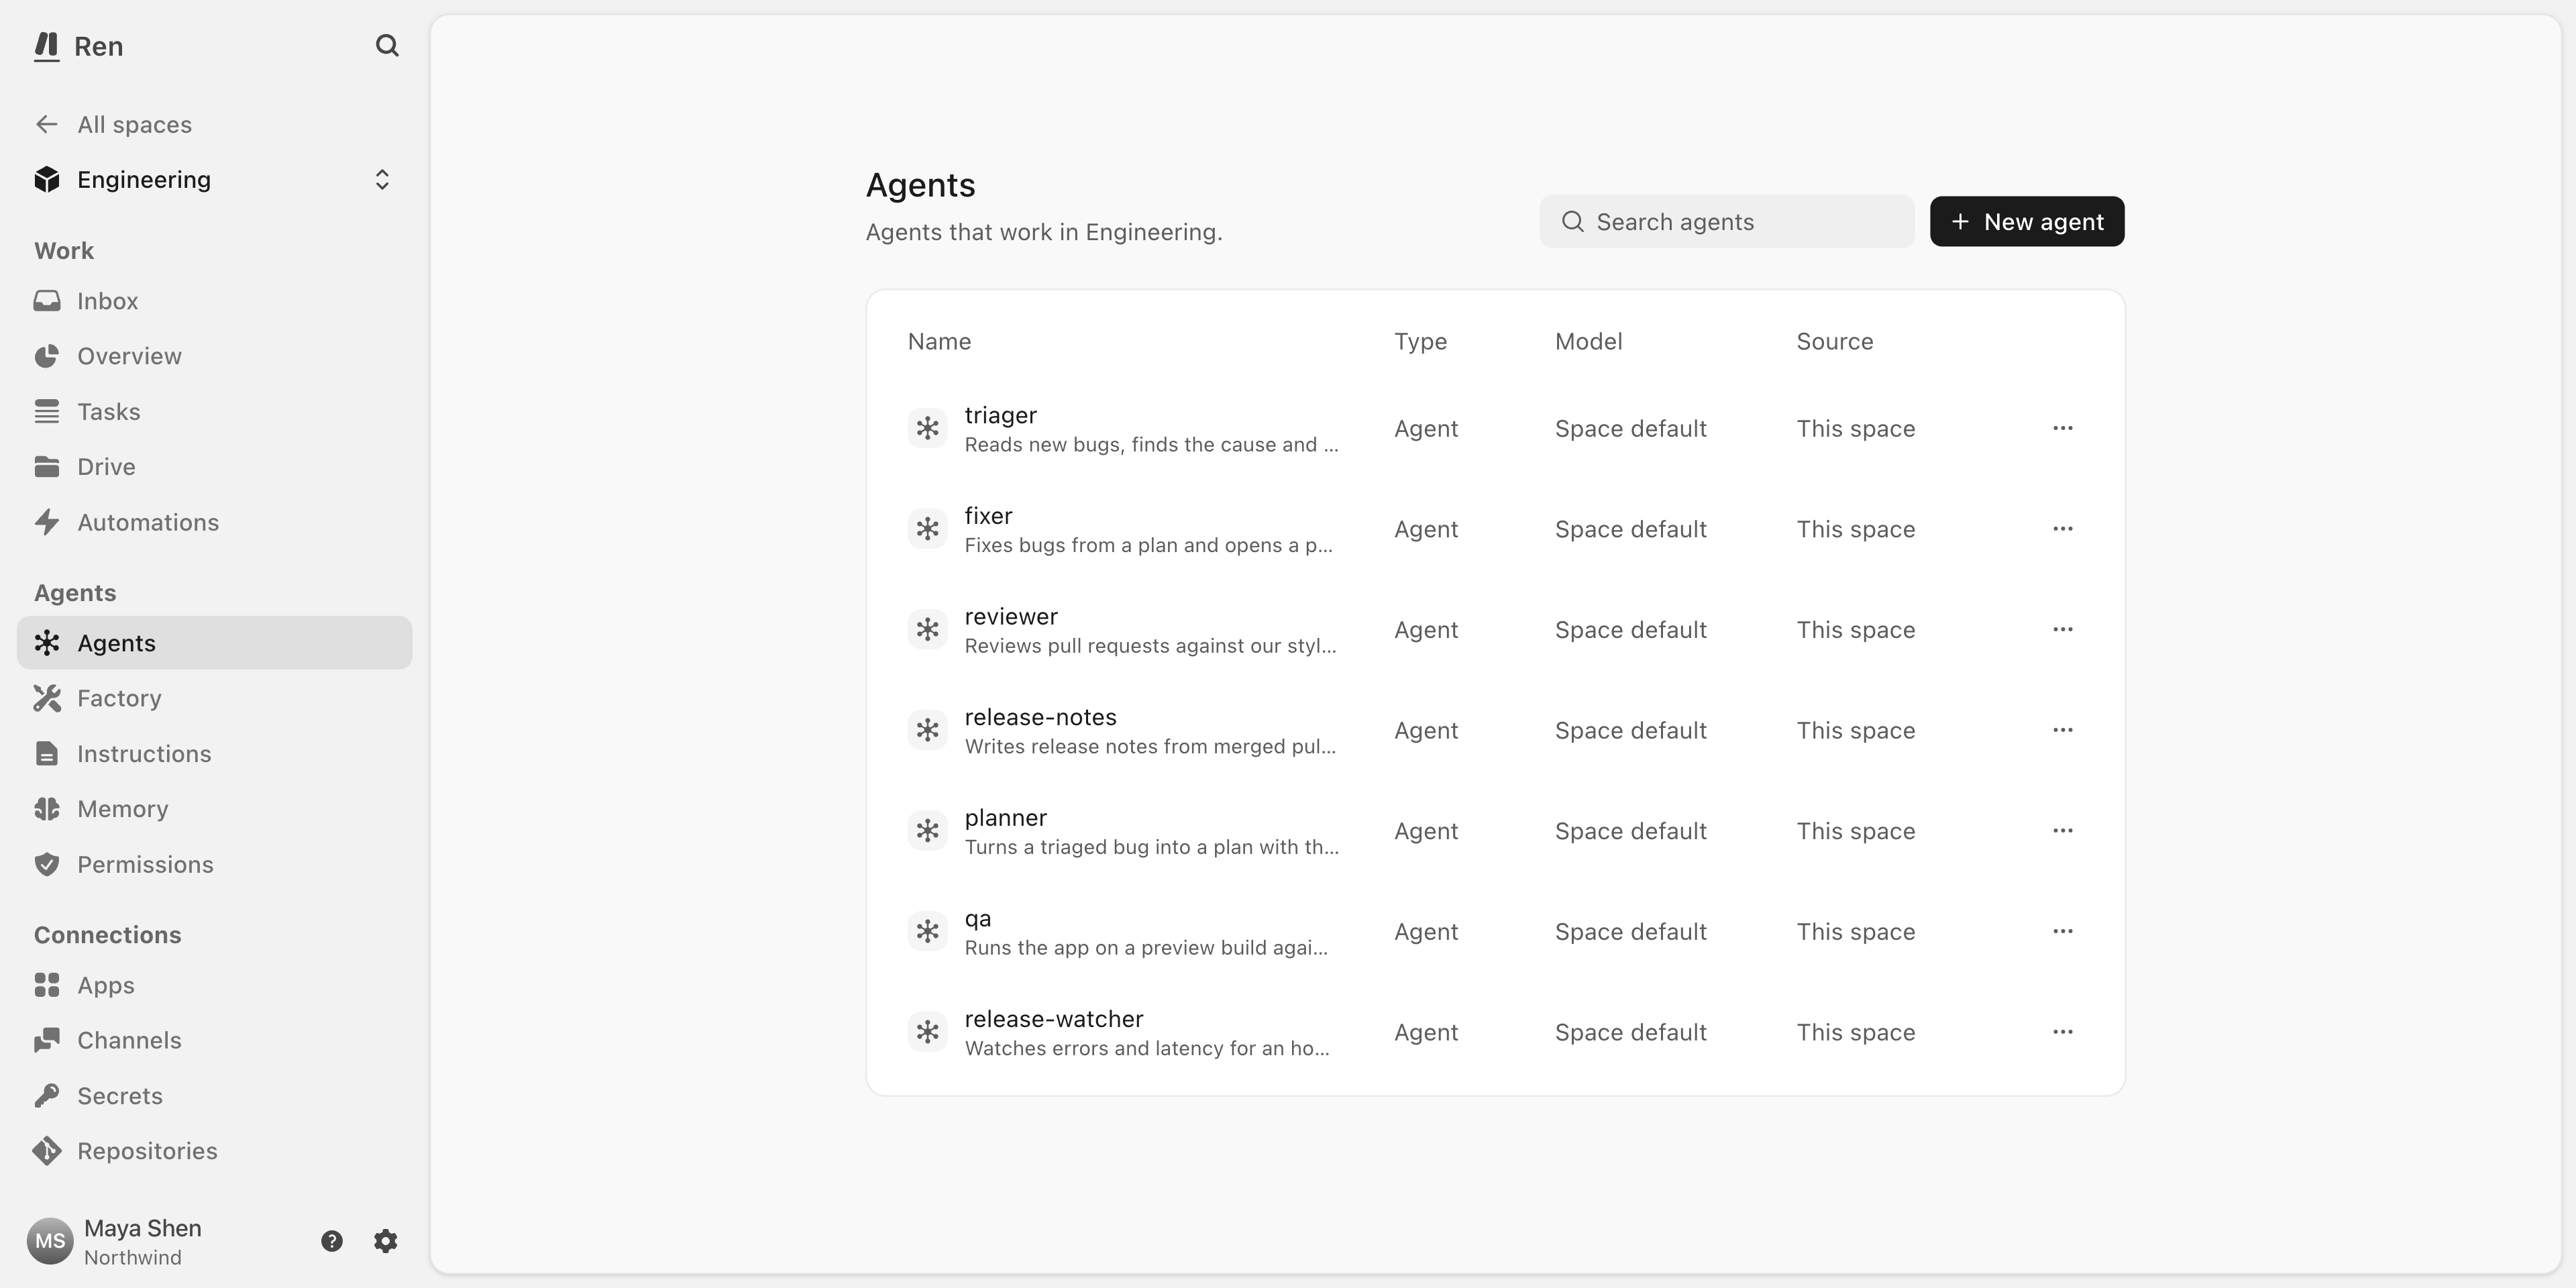 Ren
All spaces
Engineering
Work
Inbox
Overview
Tasks
Drive
Automations
Agents
Agents
Factory
Instructions
Memory
Permissions
Connections
Apps
Channels
Secrets
Repositories
MS
Maya Shen
Northwind
?
Agents
Agents that work in Engineering.
Search agents
+ New agent
Name Type Model Source
triager
Reads new bugs, finds the cause and ...
Agent Space default This space ...
fixer
Fixes bugs from a plan and opens a p...
Agent Space default This space ...
reviewer
Reviews pull requests against our styl...
Agent Space default This space ...
release-notes
Writes release notes from merged pul...
Agent Space default This space ...
planner
Turns a triaged bug into a plan with th...
Agent Space default This space ...
qa
Runs the app on a preview build agai...
Agent Space default This space ...
release-watcher
Watches errors and latency for an ho...
Agent Space default This space ...